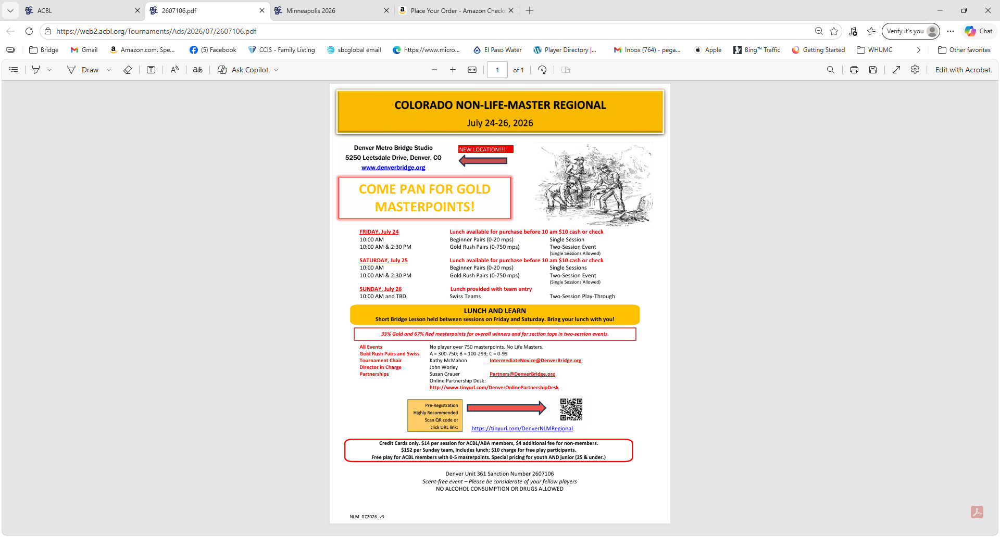 ACBL
2607106.pdf
Minneapolis 2026
Place Your Order - Amazon Checkc
https://web2.acbl.org/Tournaments/Ads/2026/07/2607106.pdf
Verify it's you
Chat
Bridge
Gmail
Amazon.com. Spe...
(5) Facebook
CCIS - Family Listing
sbcglobal email
https://www.micro...
El Paso Water
Player Directory |...
Inbox (764) - pega...
Apple
Bing™ Traffic
Getting Started
WHUMC
Other favorites
Draw
Ask Copilot
1 of 1
Edit with Acrobat
COLORADO NON-LIFE-MASTER REGIONAL
July 24-26, 2026
Denver Metro Bridge Studio
5250 Leetsdale Drive, Denver, CO
www.denverbridge.org
NEW LOCATION!!!!
COME PAN FOR GOLD
MASTERPOINTS!
FRIDAY, July 24 Lunch available for purchase before 10 am $10 cash or check
10:00 AM Beginner Pairs (0-20 mps) Single Session
10:00 AM & 2:30 PM Gold Rush Pairs (0-750 mps) Two-Session Event
(Single Sessions Allowed)
SATURDAY, July 25 Lunch available for purchase before 10 am $10 cash or check
10:00 AM Beginner Pairs (0-20 mps) Single Sessions
10:00 AM & 2:30 PM Gold Rush Pairs (0-750 mps) Two-Session Event
(Single Sessions Allowed)
SUNDAY, July 26 Lunch provided with team entry
10:00 AM and TBD Swiss Teams Two-Session Play-Through
LUNCH AND LEARN
Short Bridge Lesson held between sessions on Friday and Saturday. Bring your lunch with you!
33% Gold and 67% Red masterpoints for overall winners and for section tops in two-session events.
All Events No player over 750 masterpoints. No Life Masters.
Gold Rush Pairs and Swiss A = 300-750; B = 100-299; C = 0-99
Tournament Chair Kathy McMahon IntermediateNovice@DenverBridge.org
Director in Charge John Worley
Partnerships Susan Grauer Partners@DenverBridge.org
Online Partnership Desk:
http://www.tinyurl.com/DenverOnlinePartnershipDesk
Pre-Registration
Highly Recommended
Scan QR code or
click URL link:
https://tinyurl.com/DenverNLMRegional
Credit Cards only. $14 per session for ACBL/ABA members, $4 additional fee for non-members.
$152 per Sunday team, includes lunch; $10 charge for free play participants.
Free play for ACBL members with 0-5 masterpoints. Special pricing for youth AND junior (25 & under.)
Denver Unit 361 Sanction Number 2607106
Scent-free event – Please be considerate of your fellow players
NO ALCOHOL CONSUMPTION OR DRUGS ALLOWED
NLM_072026_v3